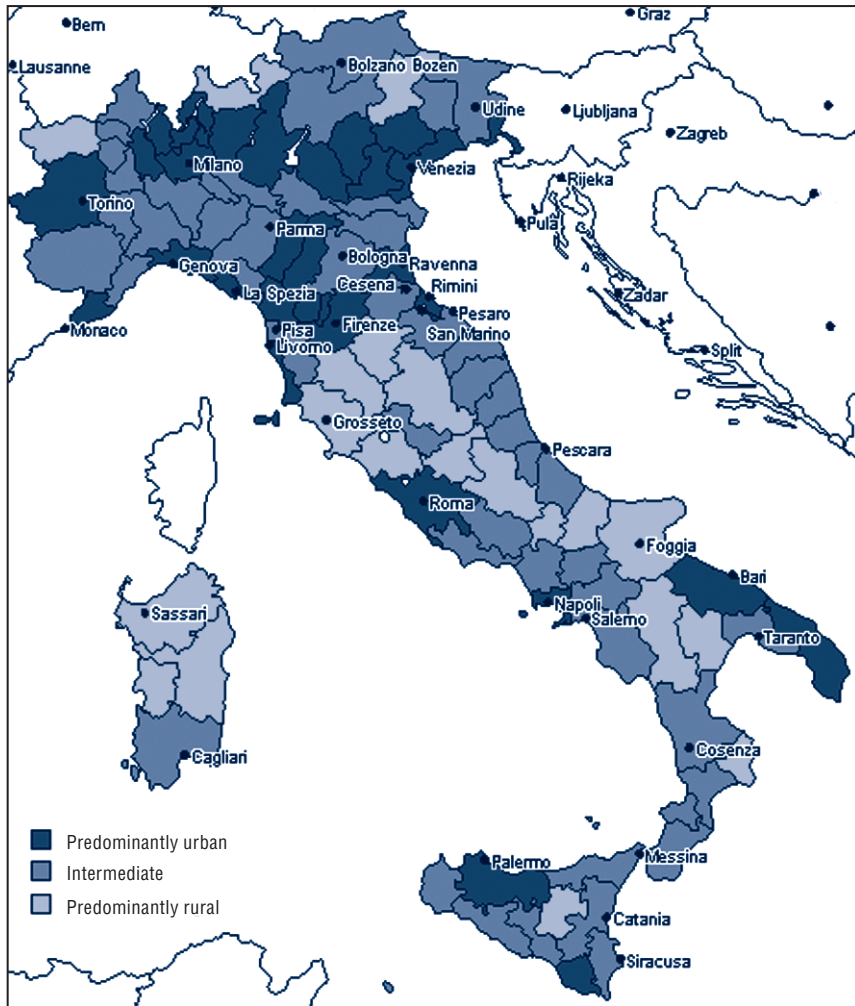 Bern
Graz
Lausanne
Bolzano Bozen
Udine
Ljubljana
Zagreb
Milano
Venezia
Rijeka
Torino
Pula
Parma
Genova
Bologna
Ravenna
Cesena
Rimini
La Spezia
Zadar
Pesaro
Monaco
Pisa
Firenze
San Marino
Livorno
Split
Grosseto
Pescara
Roma
Foggia
Bari
Sassari
Napoli
Salerno
Taranto
Cagliari
Cosenza
Predominantly urban
Intermediate
Predominantly rural
Palermo
Messina
Catania
Siracusa